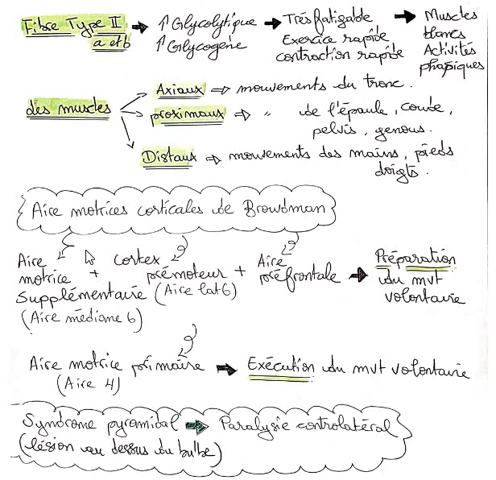 Fibre Type II → ↑ Glycolytique → Très fatigable → Muscles
a et b ↑ Glycogène Exercice rapide blancs
contraction rapide Activités
phasiques
Axiaux ⇒ mouvements du tronc.
des muscles proximaux ⇒ " de l'épaule, coude,
pelvis, genous.
Distaux ⇒ mouvements des mains, pieds
doigts.
Aire motrices corticales de Browdman
Aire cortex Aire Préparation
motrice + prémoteur + préfrontale → du mvt
Supplémentaire (Aire lat 6) volontaire
(Aire médiane 6)
Aire motrice primaire → Exécution du mvt volontaire
(Aire 4)
Syndrome pyramidal → Paralysie controlatéral
(lésion au dessus du bulbe)